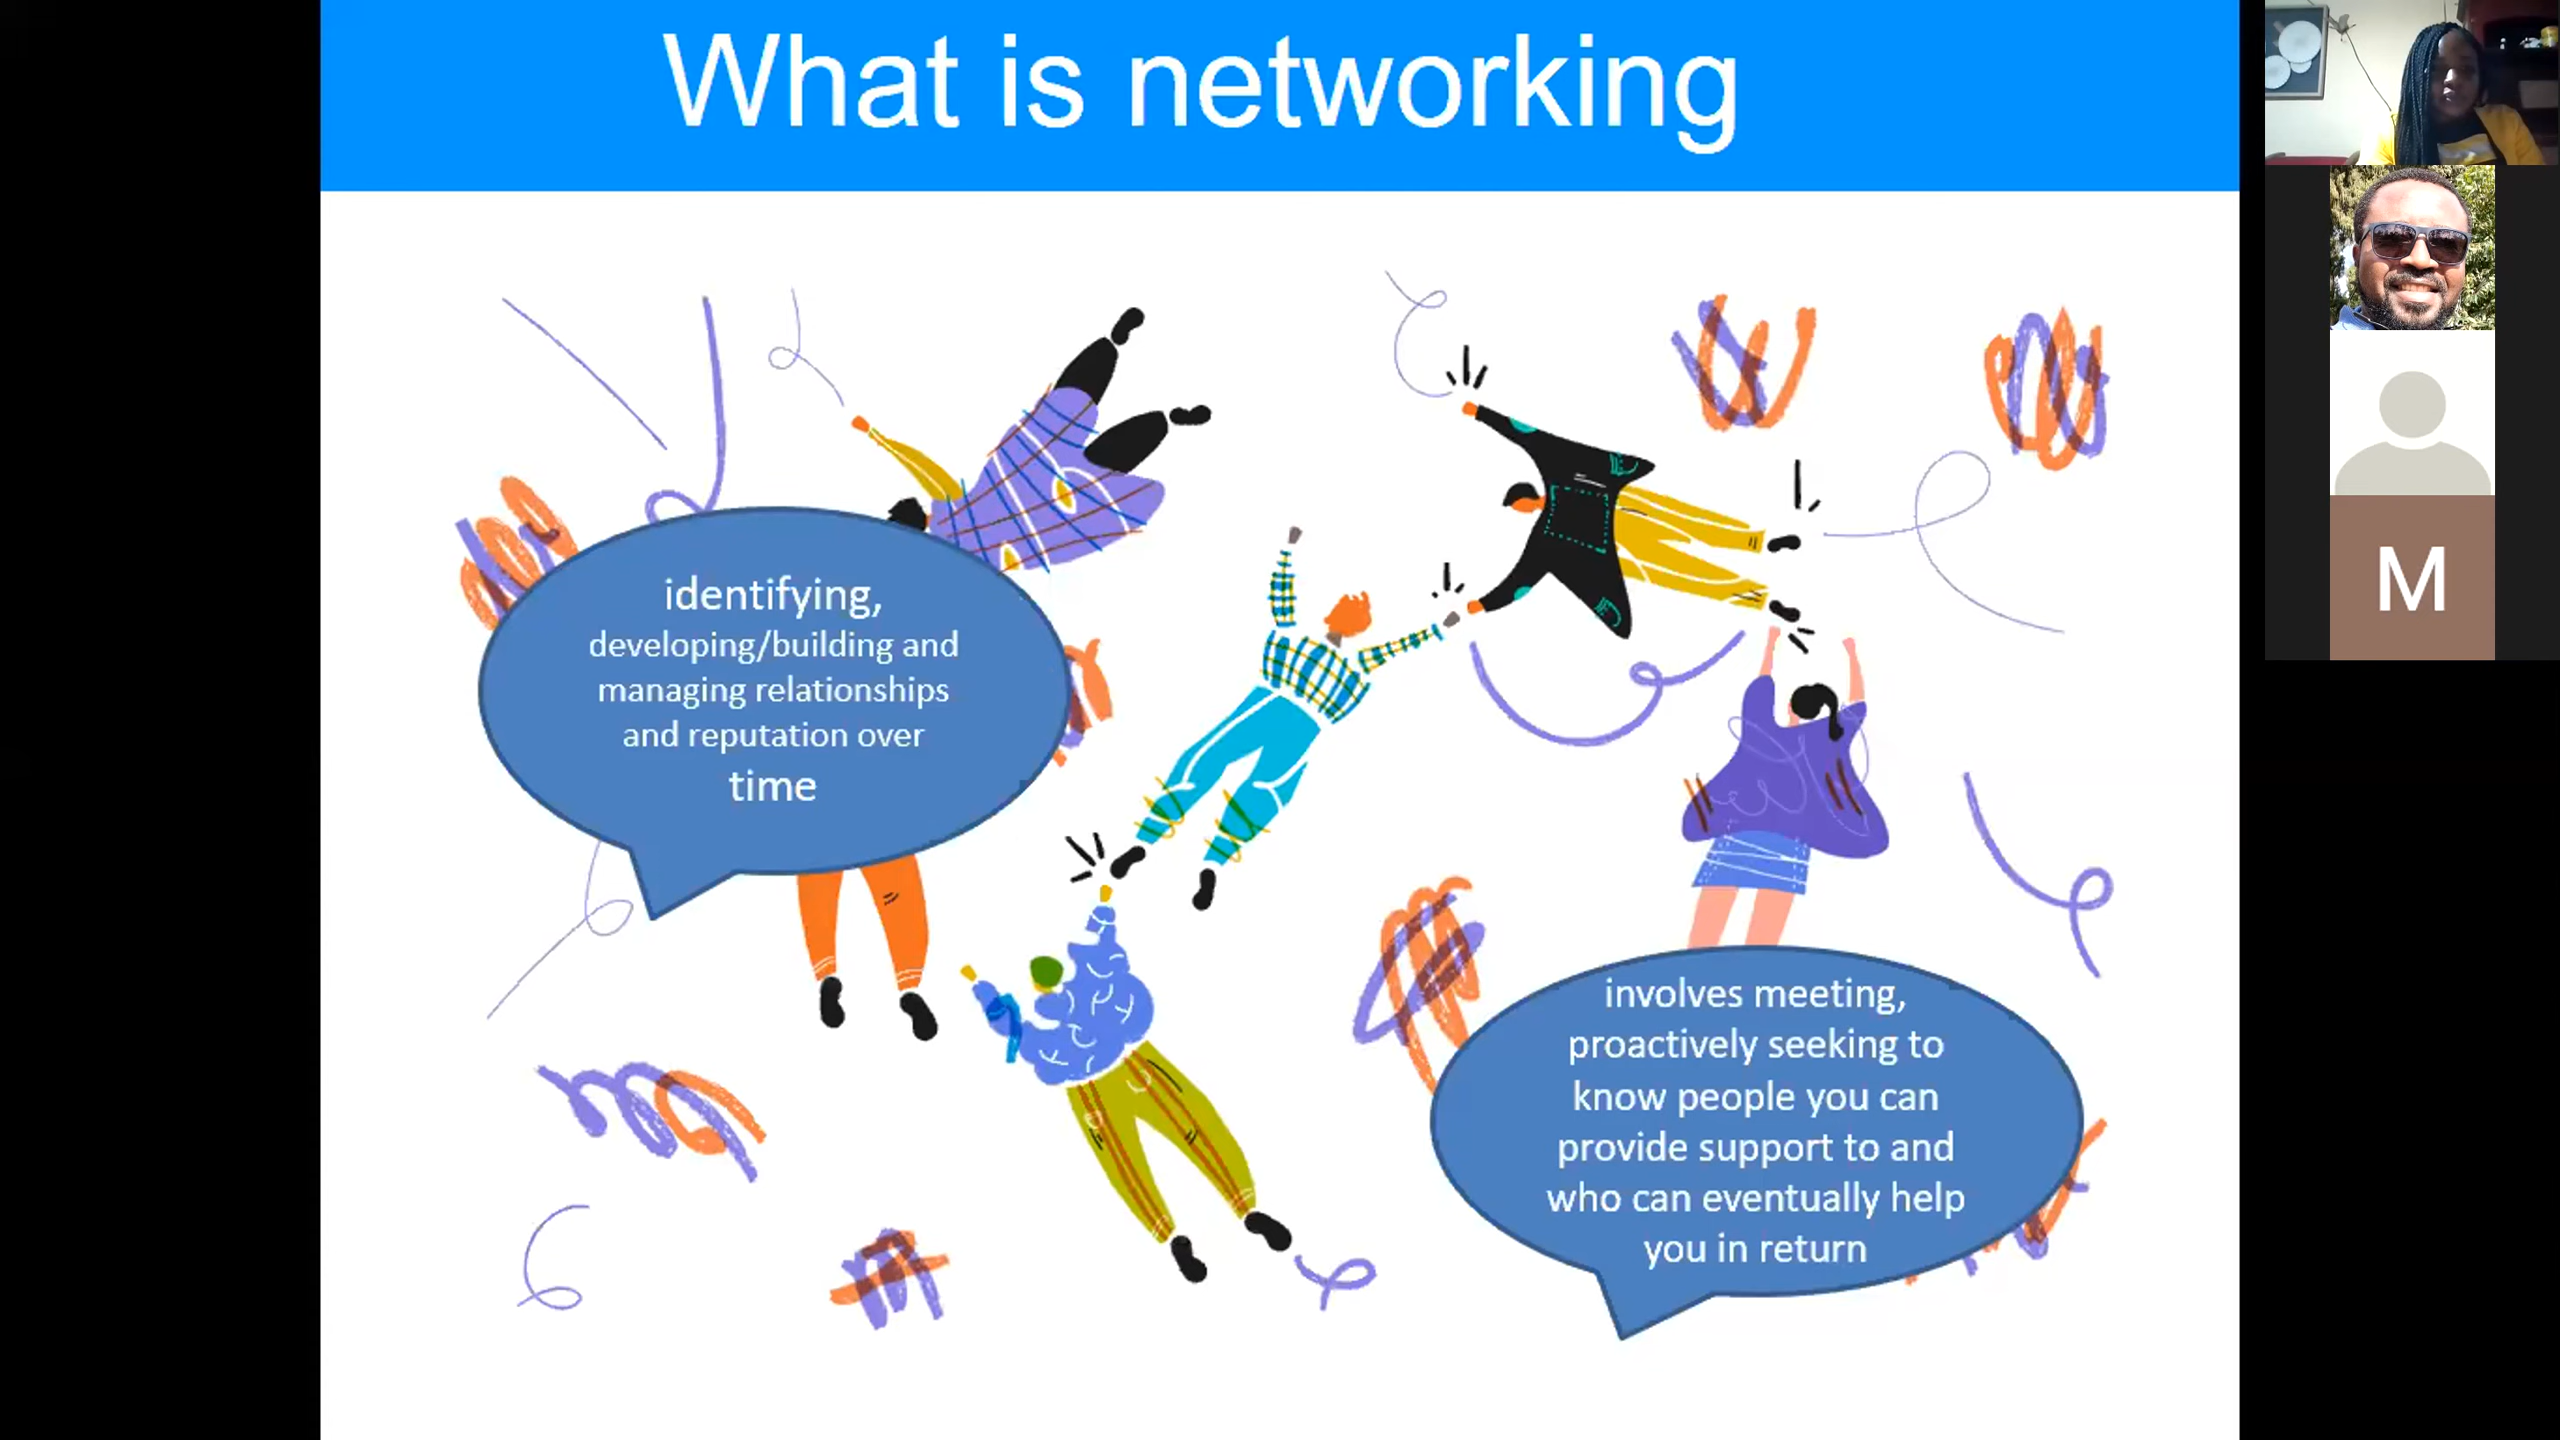 What is networking
identifying,
developing/building and
managing relationships
and reputation over
time
involves meeting,
proactively seeking to
know people you can
provide support to and
who can eventually help
you in return
M